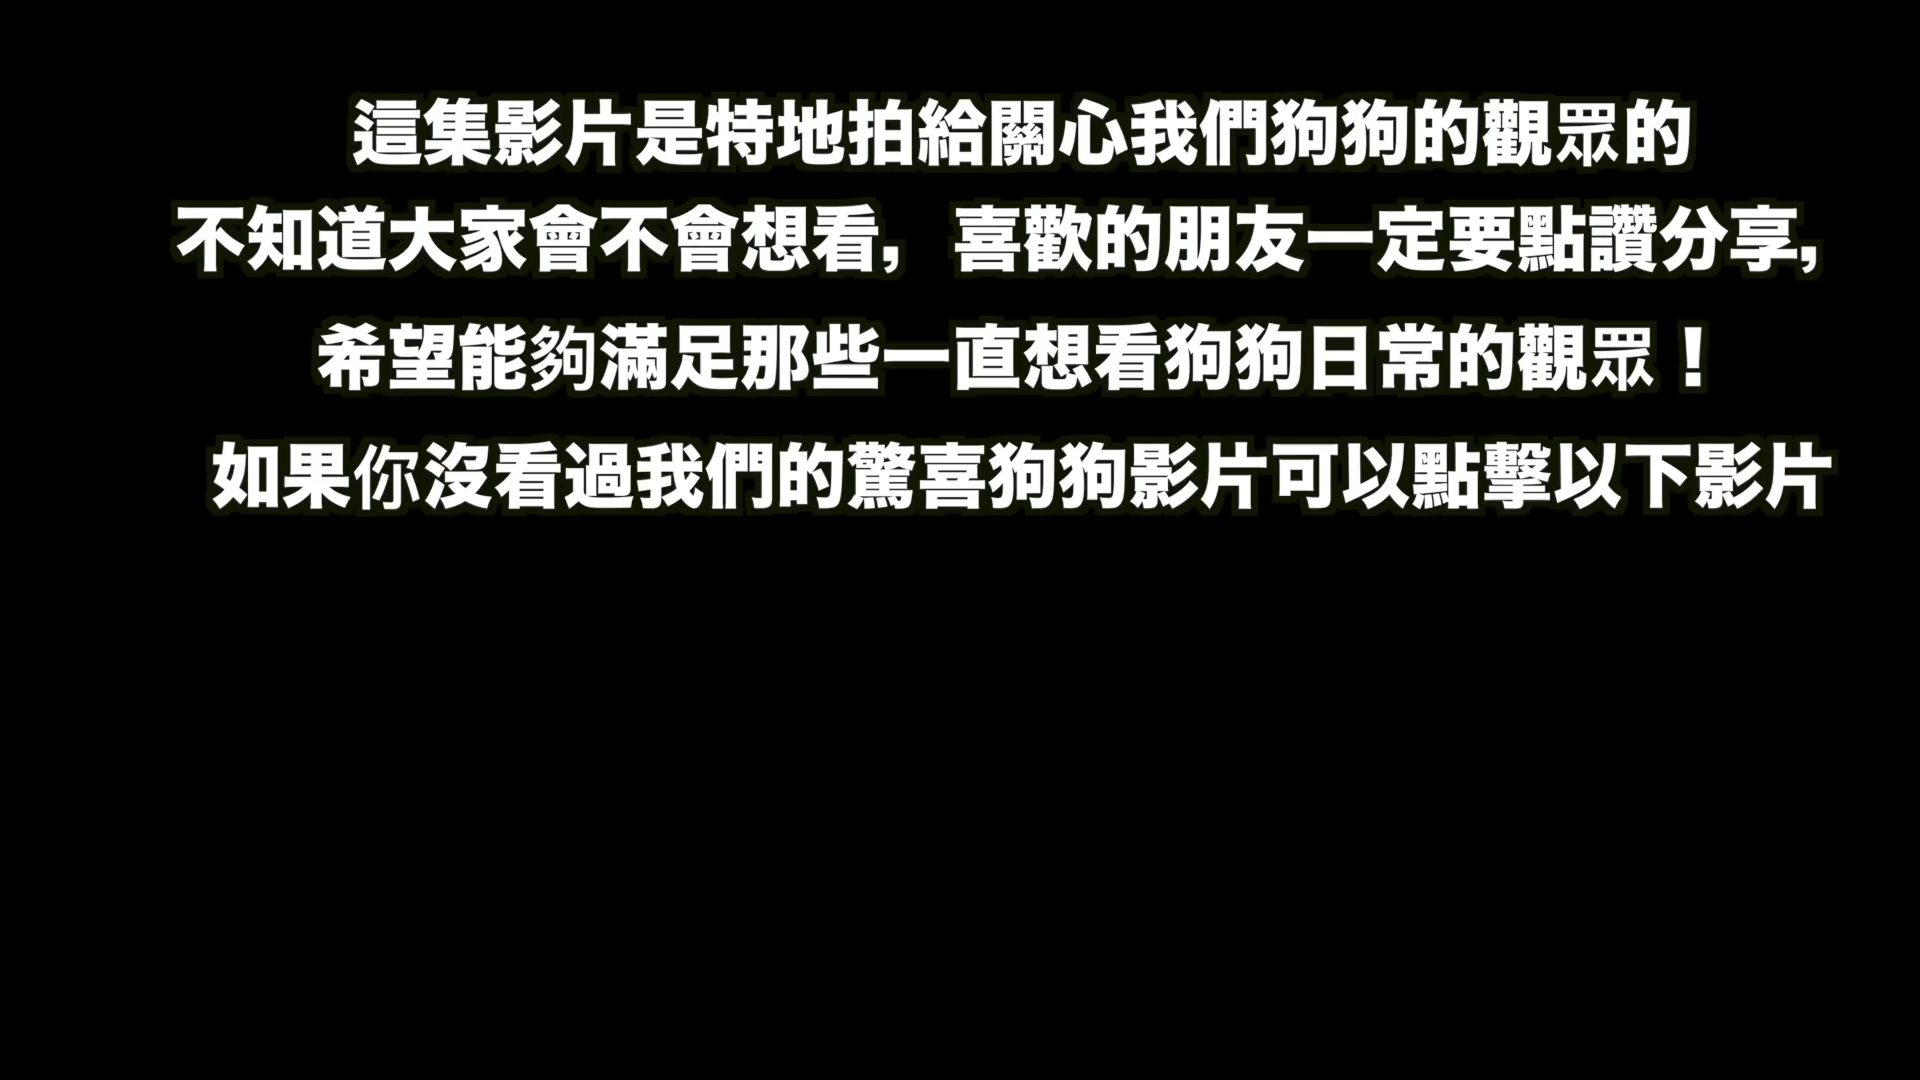 這集影片是特地拍給關心我們狗狗的觀眾的
不知道大家會不會想看，喜歡的朋友一定要點讚分享,
希望能夠滿足那些一直想看狗狗日常的觀眾！
如果你沒看過我們的驚喜狗狗影片可以點擊以下影片